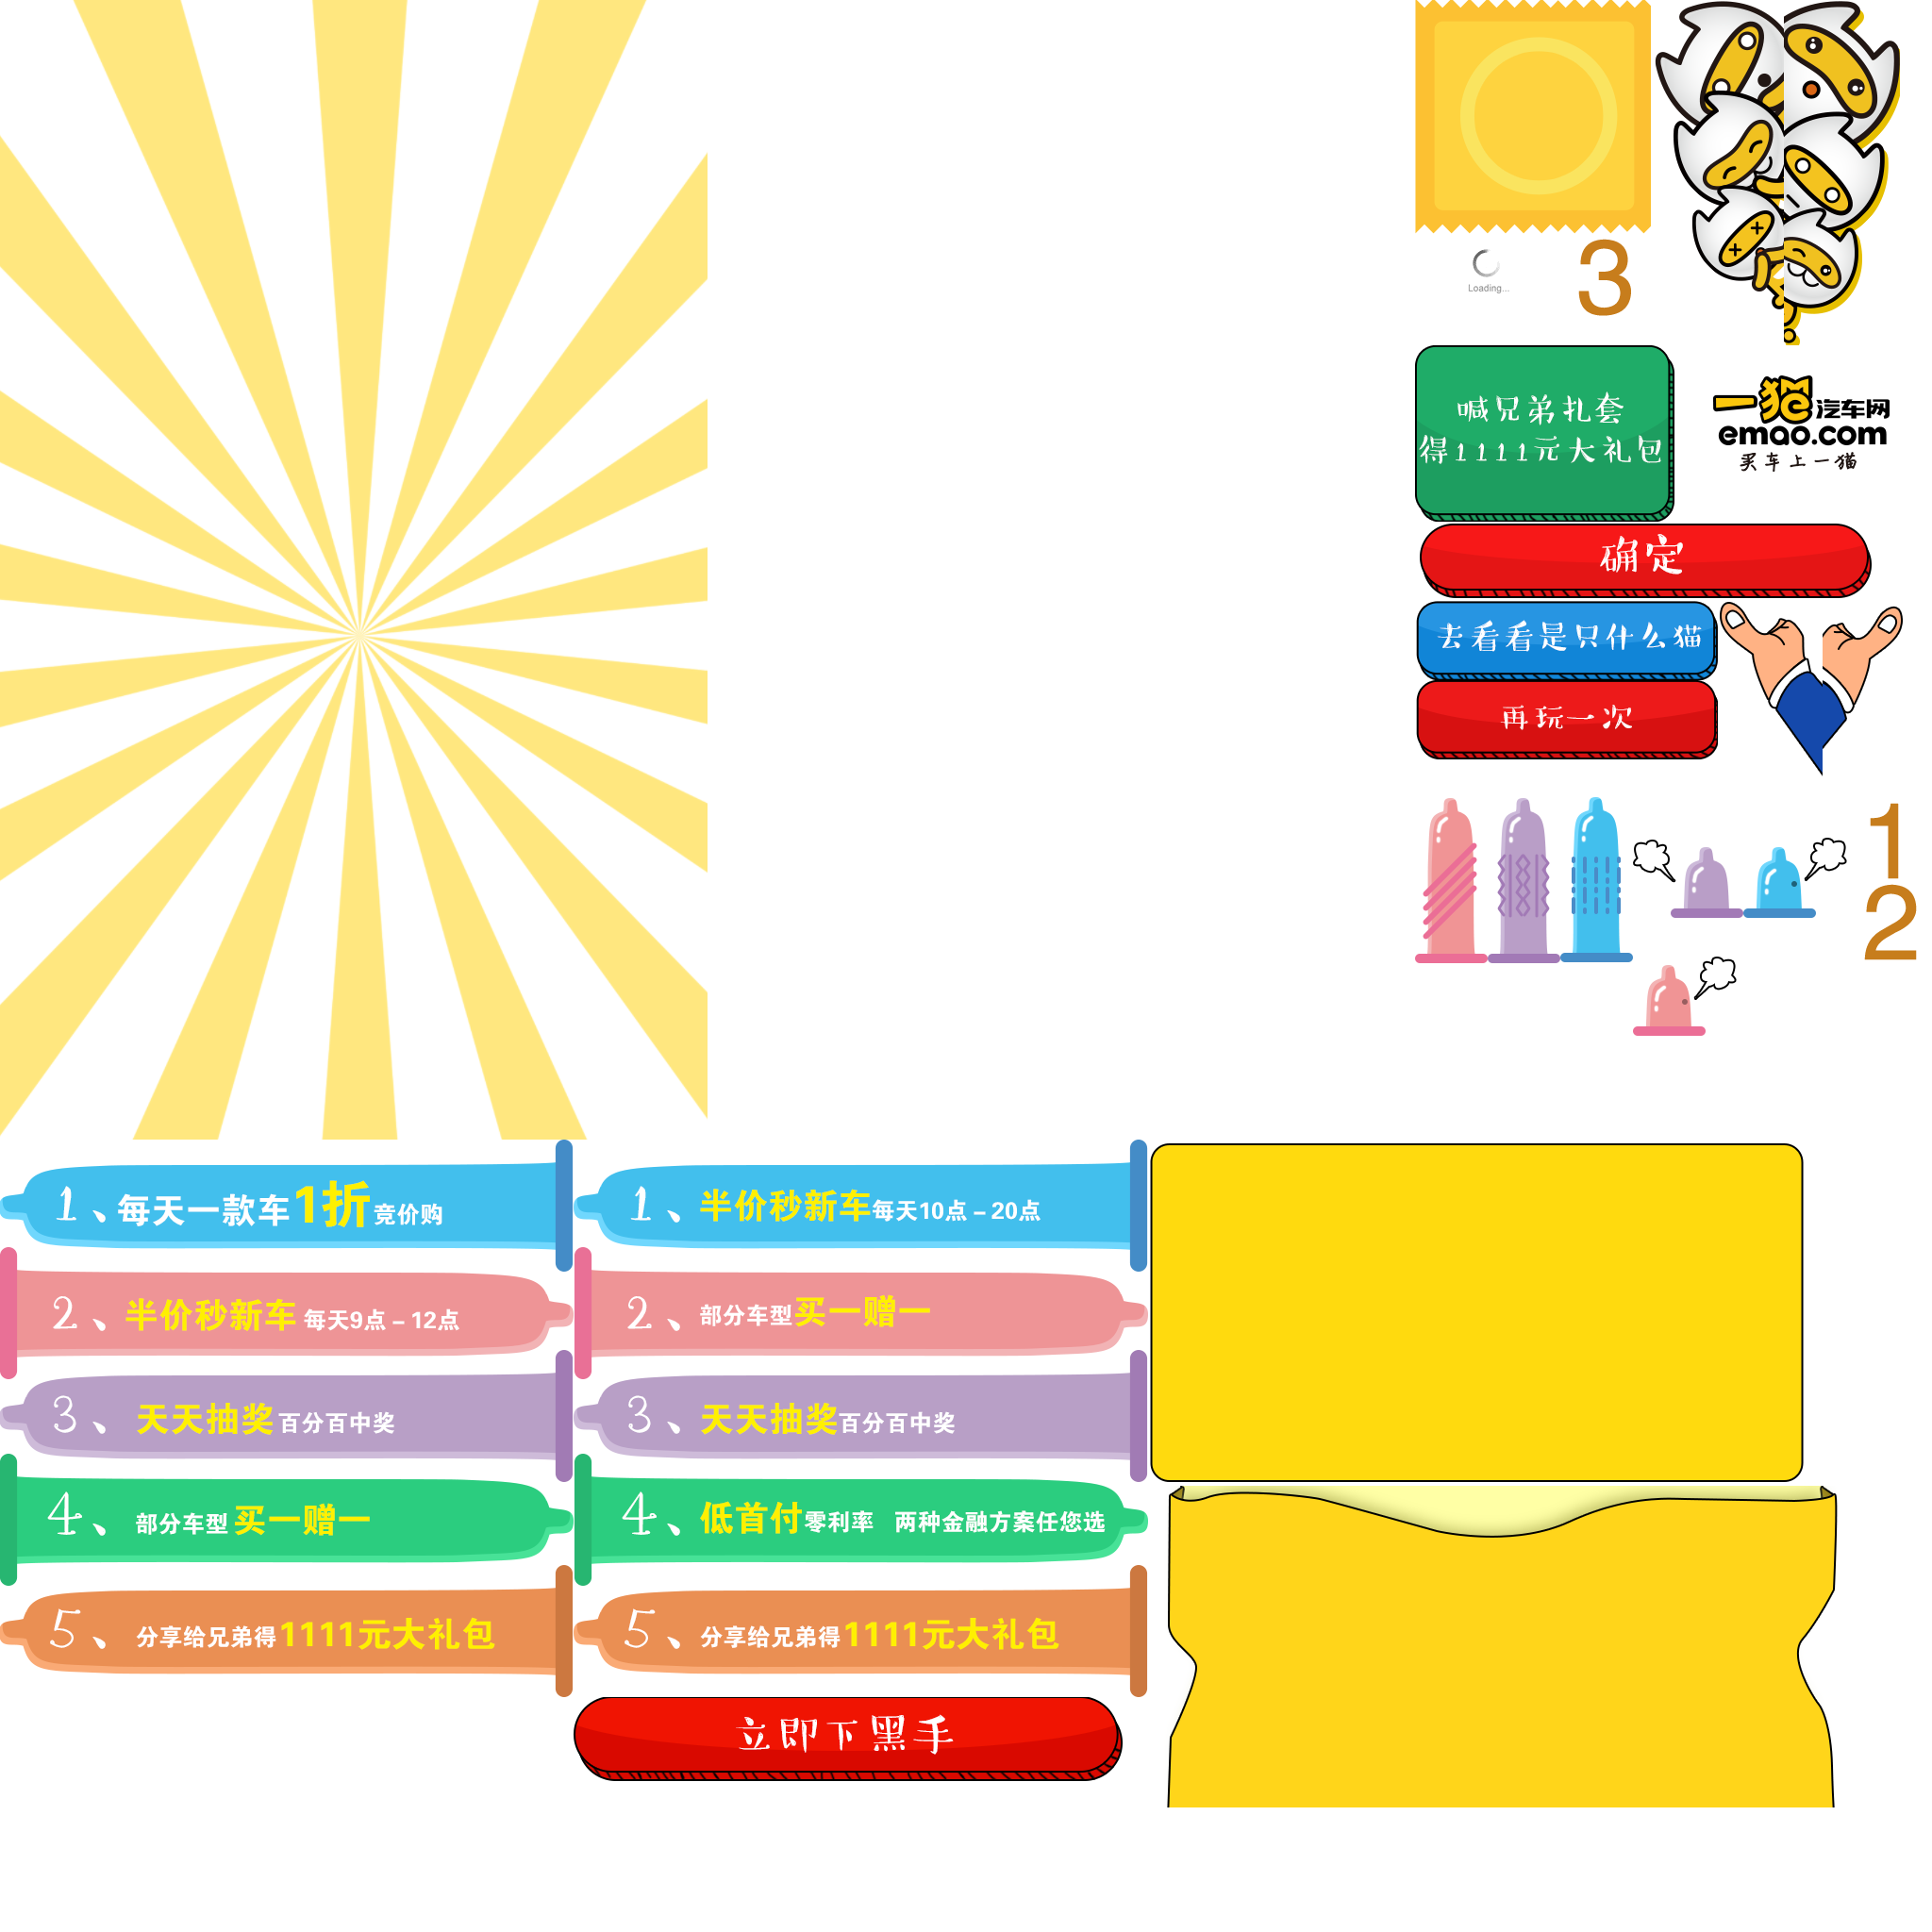 Loading...
3
喊兄弟扎套
得1111元大礼包
一猫汽车网
emao.com
买车上一猫
确定
去看看是只什么猫
再玩一次
1
2
1、每天一款车1折竞价购
2、半价秒新车 每天9点－12点
3、天天抽奖百分百中奖
4、部分车型买一赠一
5、分享给兄弟得1111元大礼包
1、半价秒新车每天10点－20点
2、部分车型买一赠一
3、天天抽奖百分百中奖
4、低首付零利率 两种金融方案任您选
5、分享给兄弟得1111元大礼包
立即下黑手